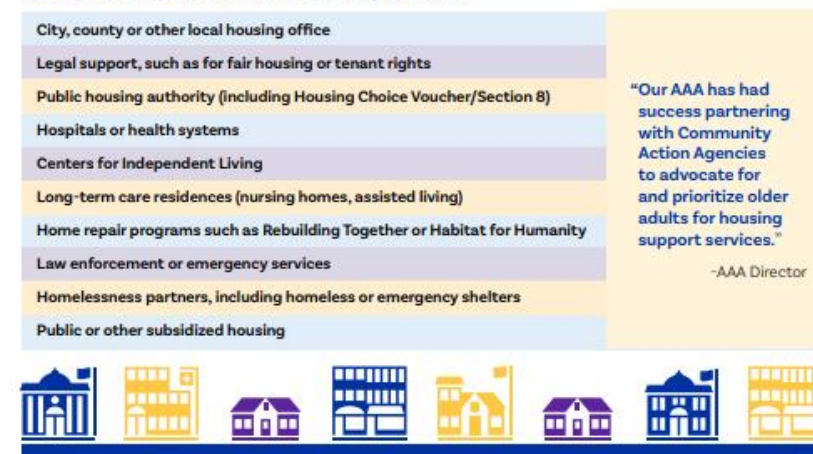 City, county or other local housing office
Legal support, such as for fair housing or tenant rights
Public housing authority (including Housing Choice Voucher/Section 8)
Hospitals or health systems
Centers for Independent Living
Long-term care residences (nursing homes, assisted living)
Home repair programs such as Rebuilding Together or Habitat for Humanity
Law enforcement or emergency services
Homelessness partners, including homeless or emergency shelters
Public or other subsidized housing
“Our AAA has had
success partnering
with Community
Action Agencies
to advocate for
and prioritize older
adults for housing
support services.”
-AAA Director